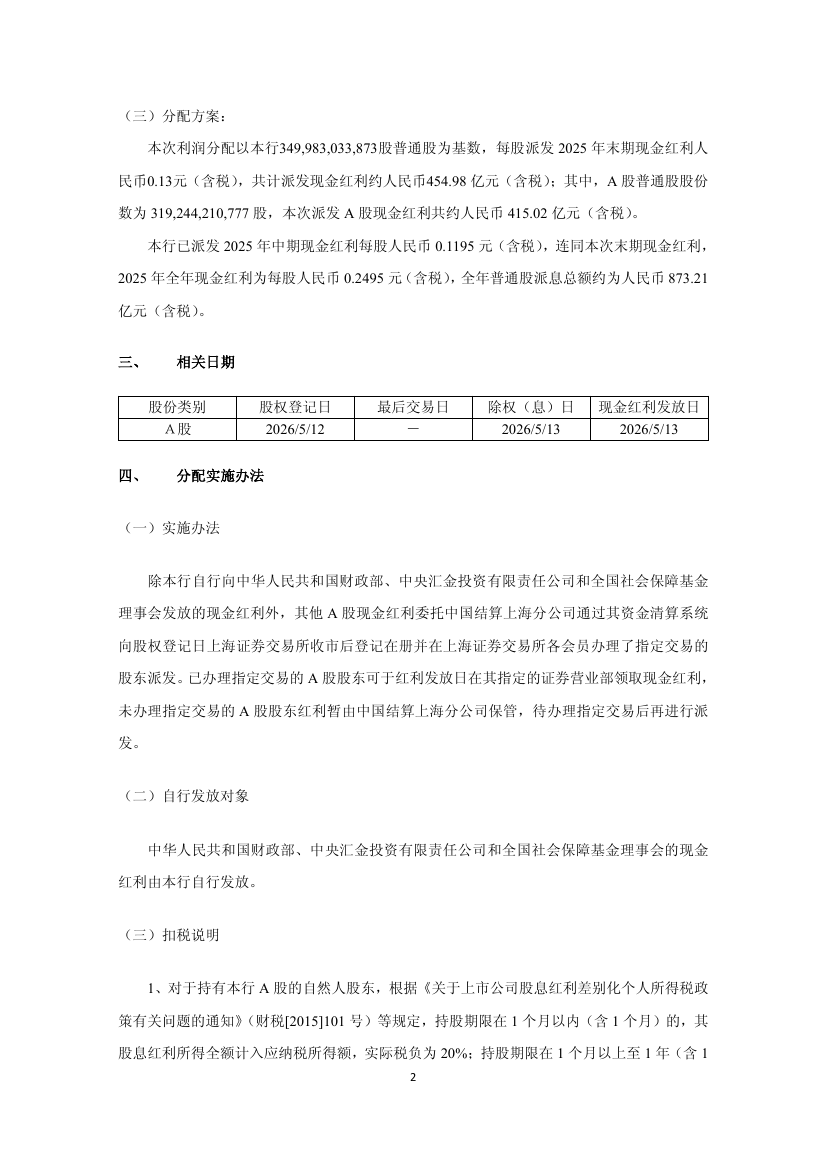 （三）分配方案：
本次利润分配以本行349,983,033,873股普通股为基数，每股派发 2025 年末期现金红利人
民币0.13元（含税），共计派发现金红利约人民币454.98 亿元（含税）；其中，A 股普通股股份
数为 319,244,210,777 股，本次派发 A 股现金红利共约人民币 415.02 亿元（含税）。
本行已派发 2025 年中期现金红利每股人民币 0.1195 元（含税），连同本次末期现金红利，
2025 年全年现金红利为每股人民币 0.2495 元（含税），全年普通股派息总额约为人民币 873.21
亿元（含税）。
三、 相关日期
股份类别 股权登记日 最后交易日 除权（息）日 现金红利发放日
Ａ股 2026/5/12 － 2026/5/13 2026/5/13
四、 分配实施办法
（一）实施办法
除本行自行向中华人民共和国财政部、中央汇金投资有限责任公司和全国社会保障基金
理事会发放的现金红利外，其他 A 股现金红利委托中国结算上海分公司通过其资金清算系统
向股权登记日上海证券交易所收市后登记在册并在上海证券交易所各会员办理了指定交易的
股东派发。已办理指定交易的 A 股股东可于红利发放日在其指定的证券营业部领取现金红利，
未办理指定交易的 A 股股东红利暂由中国结算上海分公司保管，待办理指定交易后再进行派
发。
（二）自行发放对象
中华人民共和国财政部、中央汇金投资有限责任公司和全国社会保障基金理事会的现金
红利由本行自行发放。
（三）扣税说明
1、对于持有本行 A 股的自然人股东，根据《关于上市公司股息红利差别化个人所得税政
策有关问题的通知》（财税[2015]101 号）等规定，持股期限在 1 个月以内（含 1 个月）的，其
股息红利所得全额计入应纳税所得额，实际税负为 20%；持股期限在 1 个月以上至 1 年（含 1
2